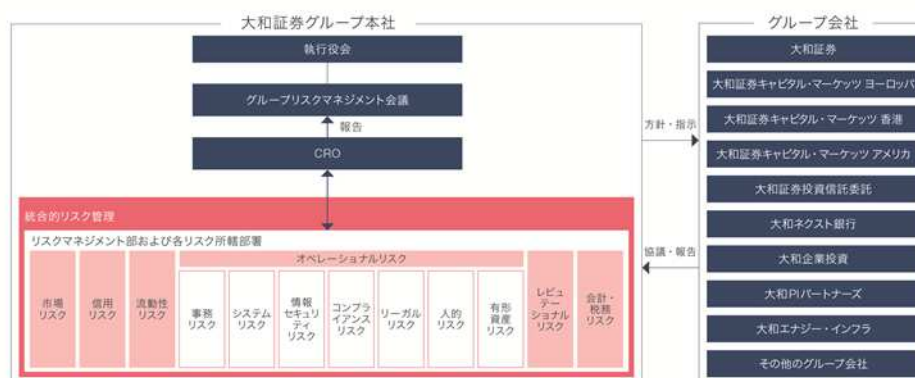 大和証券グループ本社
執行役会
グループリスクマネジメント会議
報告
CRO
統合的リスク管理
リスクマネジメント部および各リスク所轄部署
オペレーショナルリスク
市場
リスク
信用
リスク
流動性
リスク
事務
リスク
システム
リスク
情報
セキュリ
ティ
リスク
コンプラ
イアンス
リスク
リーガル
リスク
人的
リスク
有形
資産
リスク
レピュ
テー
ショナル
リスク
会計・
税務
リスク
方針・指示
協議・報告
グループ会社
大和証券
大和証券キャピタル・マーケッツ ヨーロッパ
大和証券キャピタル・マーケッツ 香港
大和証券キャピタル・マーケッツ アメリカ
大和証券投資信託委託
大和ネクスト銀行
大和企業投資
大和PIパートナーズ
大和エナジー・インフラ
その他のグループ会社